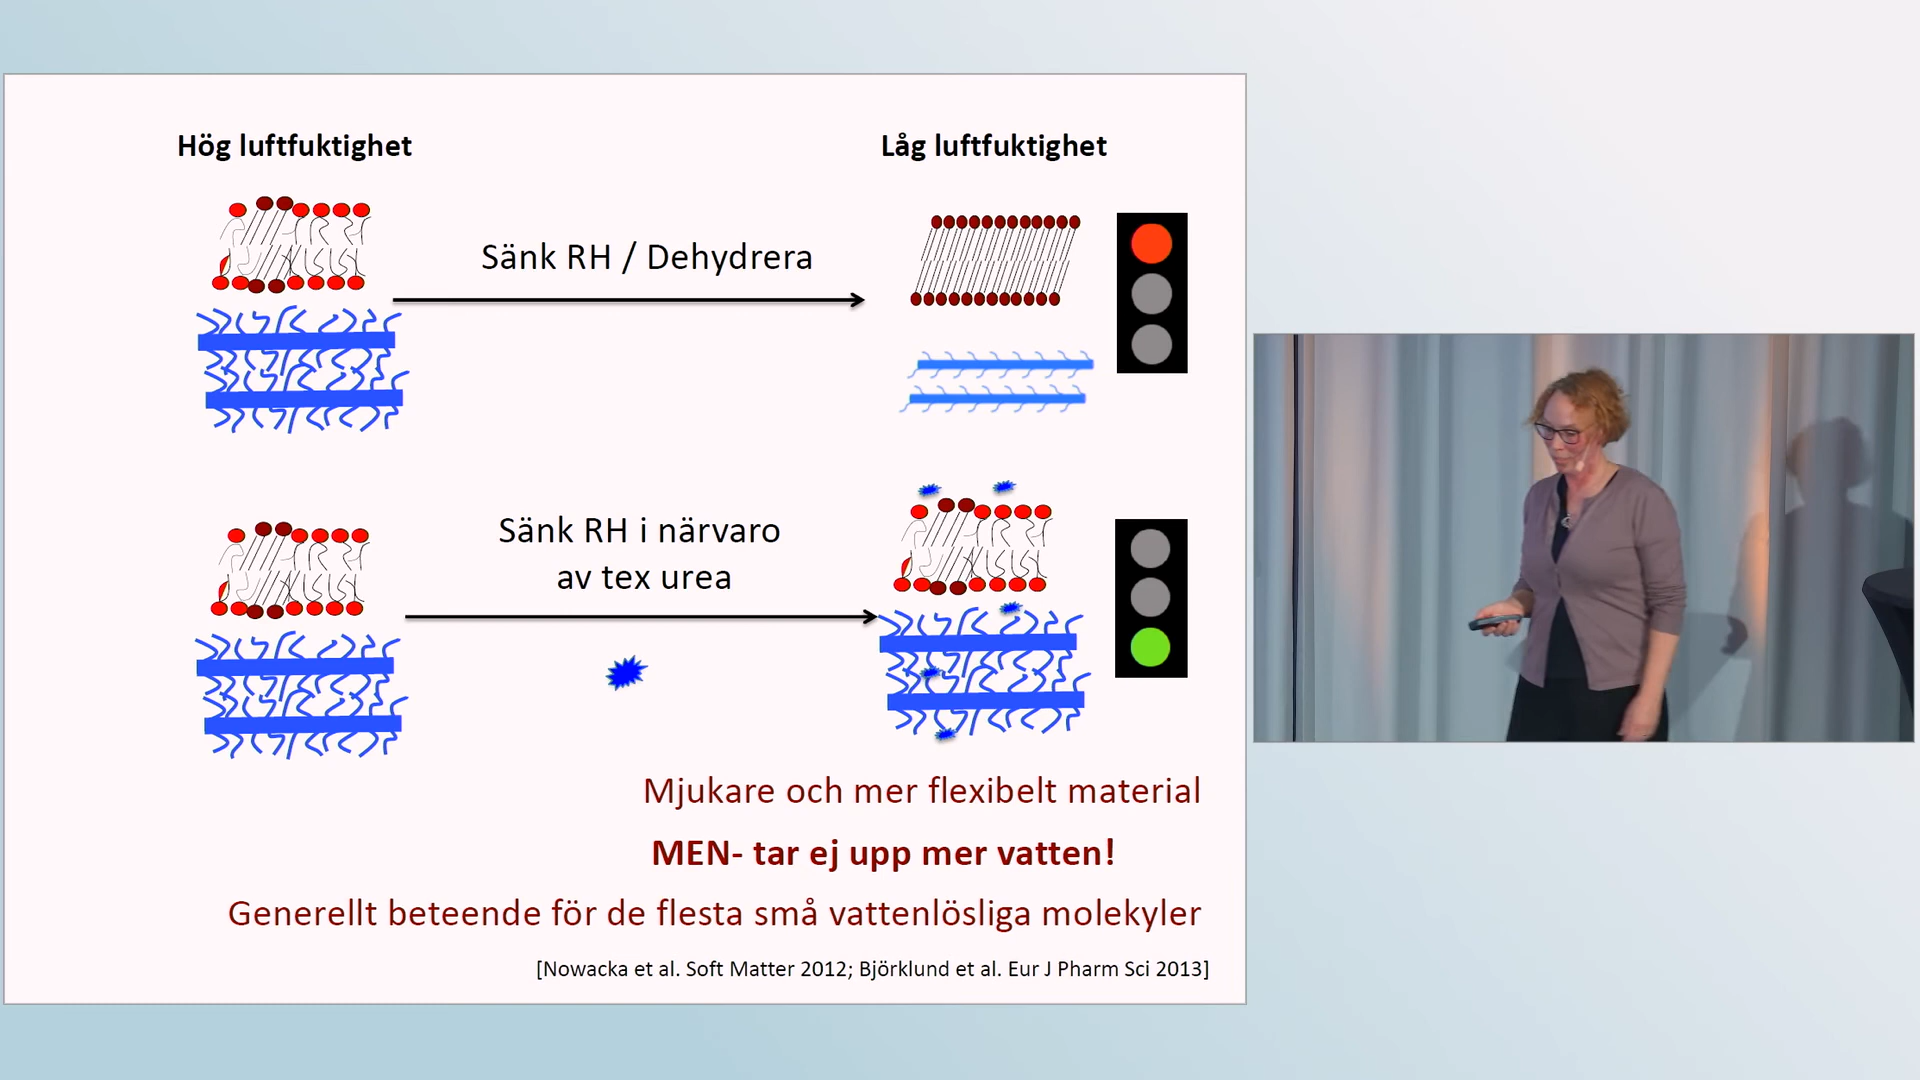 Hög luftfuktighet
Låg luftfuktighet
Sänk RH / Dehydrera
Sänk RH i närvaro
av tex urea
Mjukare och mer flexibelt material
MEN- tar ej upp mer vatten!
Generellt beteende för de flesta små vattenlösliga molekyler
[Nowacka et al. Soft Matter 2012; Björklund et al. Eur J Pharm Sci 2013]